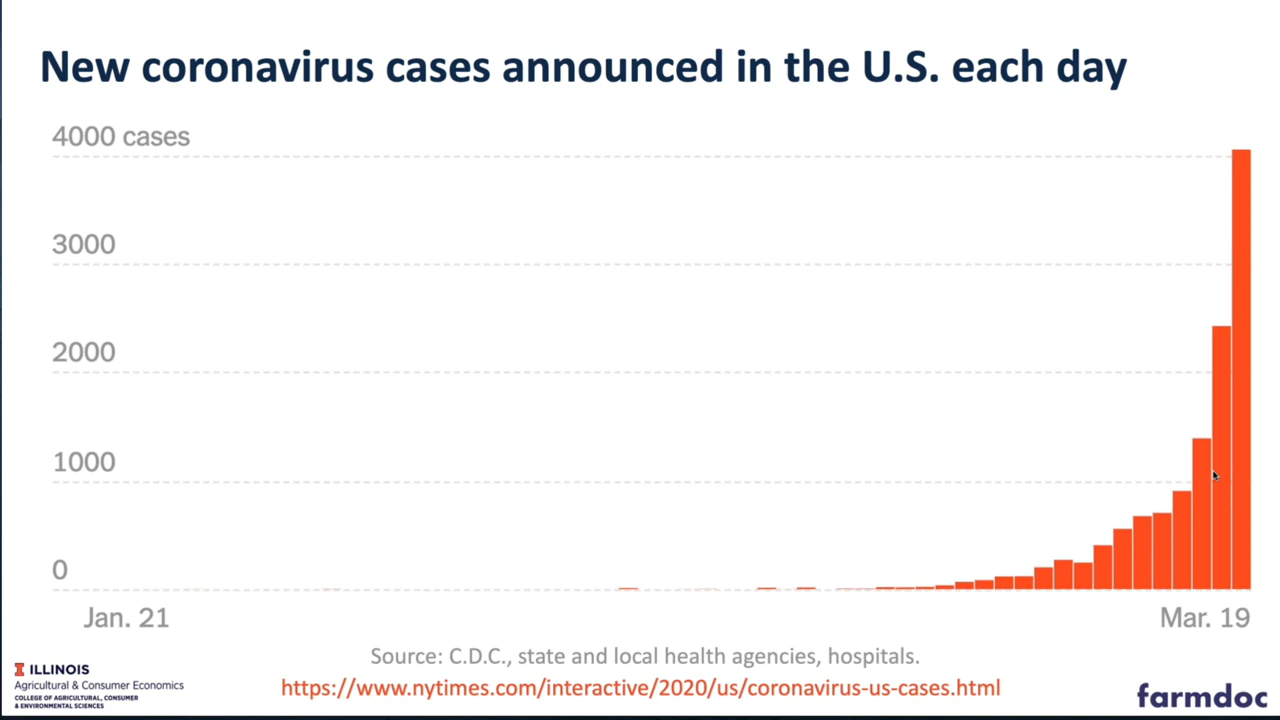 New coronavirus cases announced in the U.S. each day
4000 cases
3000
2000
1000
0
Jan. 21
Mar. 19
Source: C.D.C., state and local health agencies, hospitals.
https://www.nytimes.com/interactive/2020/us/coronavirus-us-cases.html
I ILLINOIS
Agricultural & Consumer Economics
COLLEGE OF AGRICULTURAL, CONSUMER
& ENVIRONMENTAL SCIENCES
farmdoc